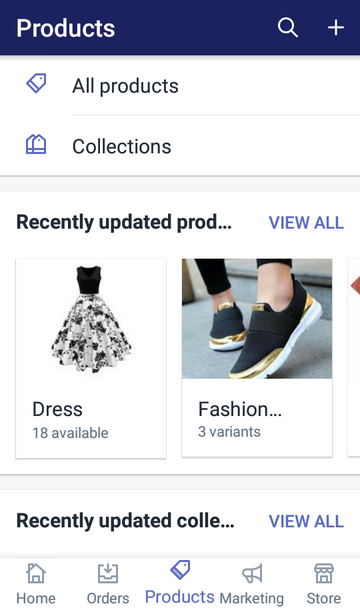 Products
All products
Collections
Recently updated prod... VIEW ALL
Dress
18 available
Fashion...
3 variants
Recently updated colle... VIEW ALL
Home Orders Products Marketing Store